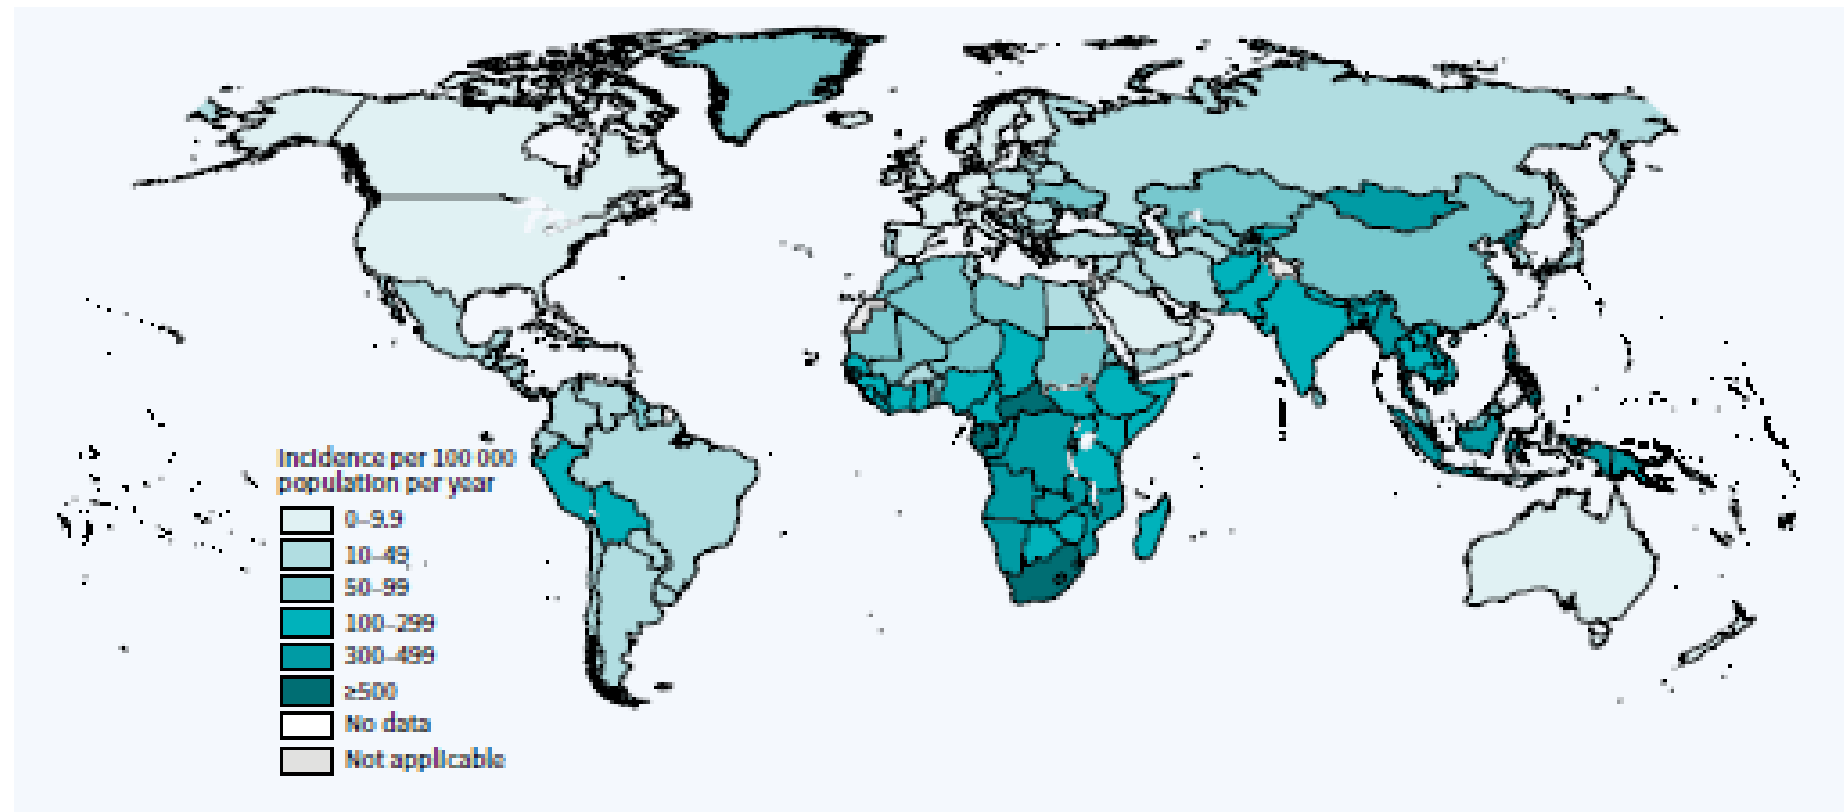 Incidence per 100 000
population per year
0–9.9
10–49
50–99
100–299
300–499
≥500
No data
Not applicable